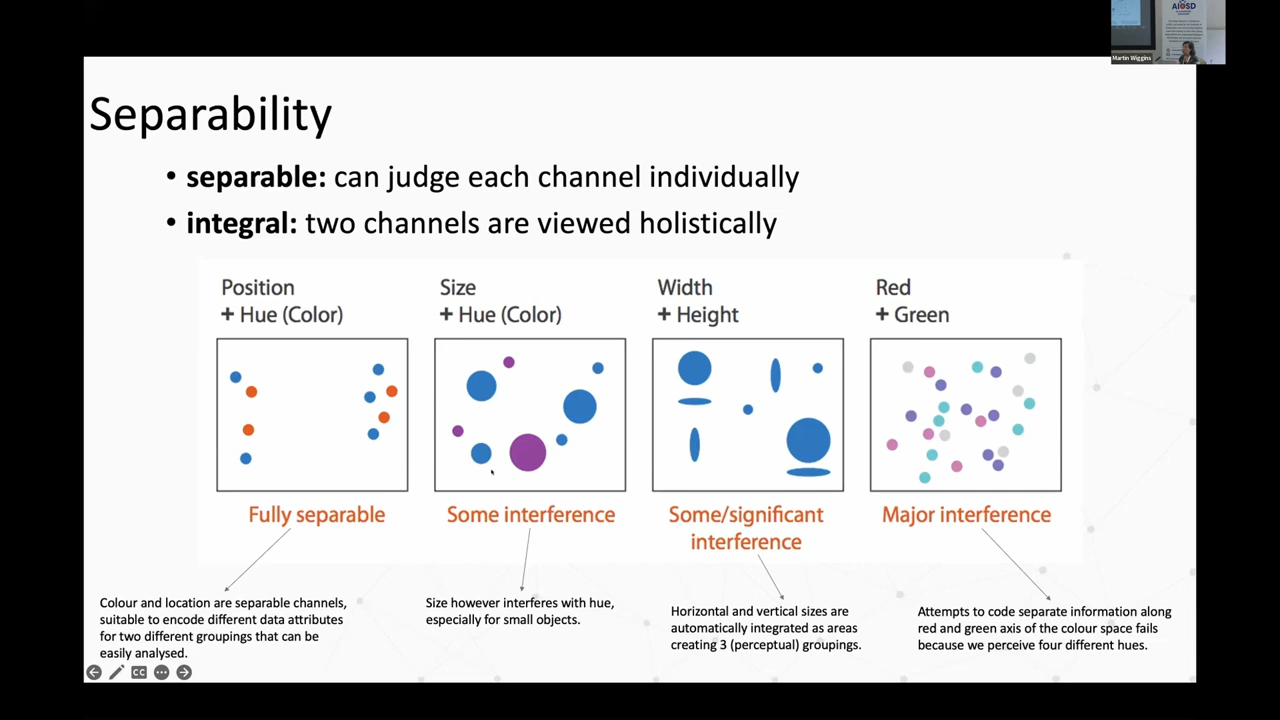 AIOSD
Martin Wiggins
Separability
• separable: can judge each channel individually
• integral: two channels are viewed holistically
Position
+ Hue (Color)
Size
+ Hue (Color)
Width
+ Height
Red
+ Green
Fully separable
Some interference
Some/significant
interference
Major interference
Colour and location are separable channels,
suitable to encode different data attributes
for two different groupings that can be
easily analysed.
Size however interferes with hue,
especially for small objects.
Horizontal and vertical sizes are
automatically integrated as areas
creating 3 (perceptual) groupings.
Attempts to code separate information along
red and green axis of the colour space fails
because we perceive four different hues.
CC